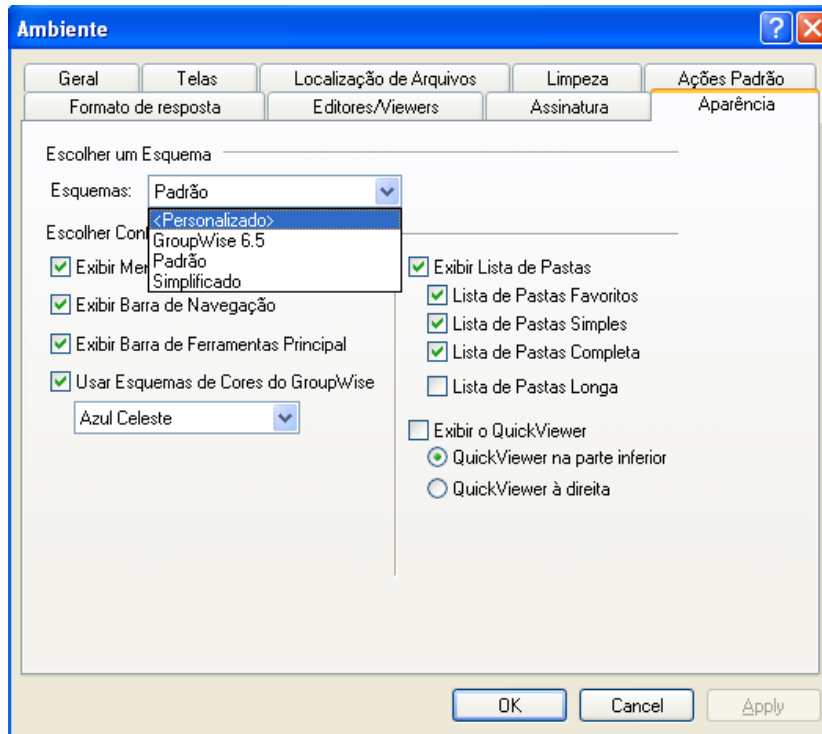 Ambiente
Geral Telas Localização de Arquivos Limpeza Ações Padrão
Formato de resposta Editores/Viewers Assinatura Aparência
Escolher um Esquema
Esquemas: Padrão
<Personalizado>
GroupWise 6.5
Padrão
Simplificado
Escolher
Exibir
Exibir Barra de Navegação
Exibir Barra de Ferramentas Principal
Usar Esquemas de Cores do GroupWise
Azul Celeste
Exibir Lista de Pastas
Lista de Pastas Favoritos
Lista de Pastas Simples
Lista de Pastas Completa
Lista de Pastas Longa
Exibir o QuickViewer
QuickViewer na parte inferior
QuickViewer à direita
OK Cancel Apply